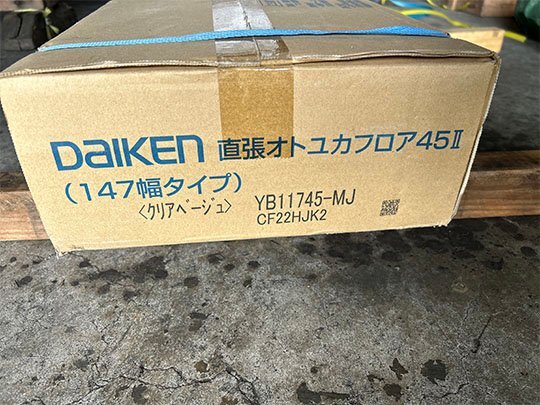 DAIKEN 直張オトユカフロア45Ⅱ
(147幅タイプ)
〈クリアベージュ〉 YB11745-MJ
CF22HJK2